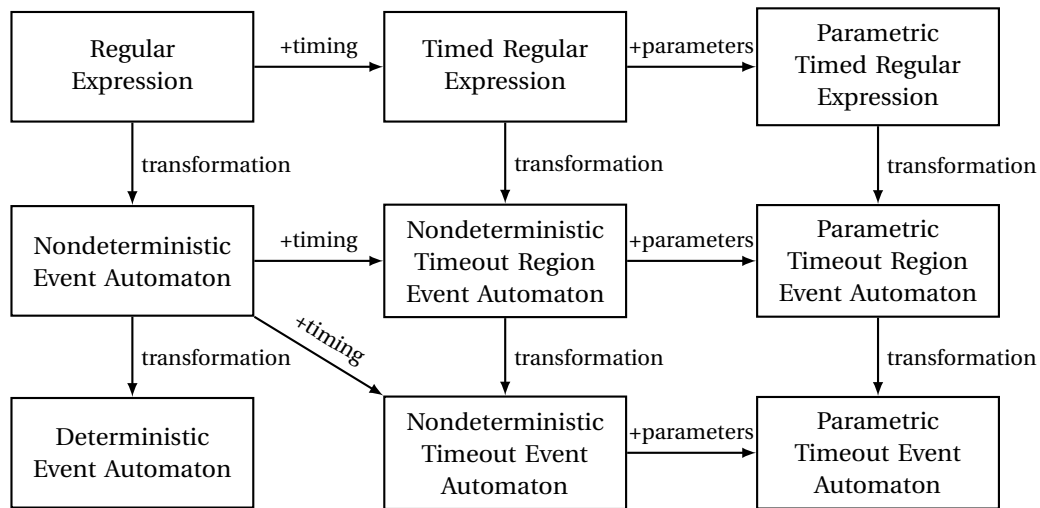 Regular
Expression
+timing
Timed Regular
Expression
+parameters
Parametric
Timed Regular
Expression
transformation
transformation
transformation
Nondeterministic
Event Automaton
+timing
Nondeterministic
Timeout Region
Event Automaton
+parameters
Parametric
Timeout Region
Event Automaton
transformation
+timing
transformation
transformation
Deterministic
Event Automaton
Nondeterministic
Timeout Event
Automaton
+parameters
Parametric
Timeout Event
Automaton